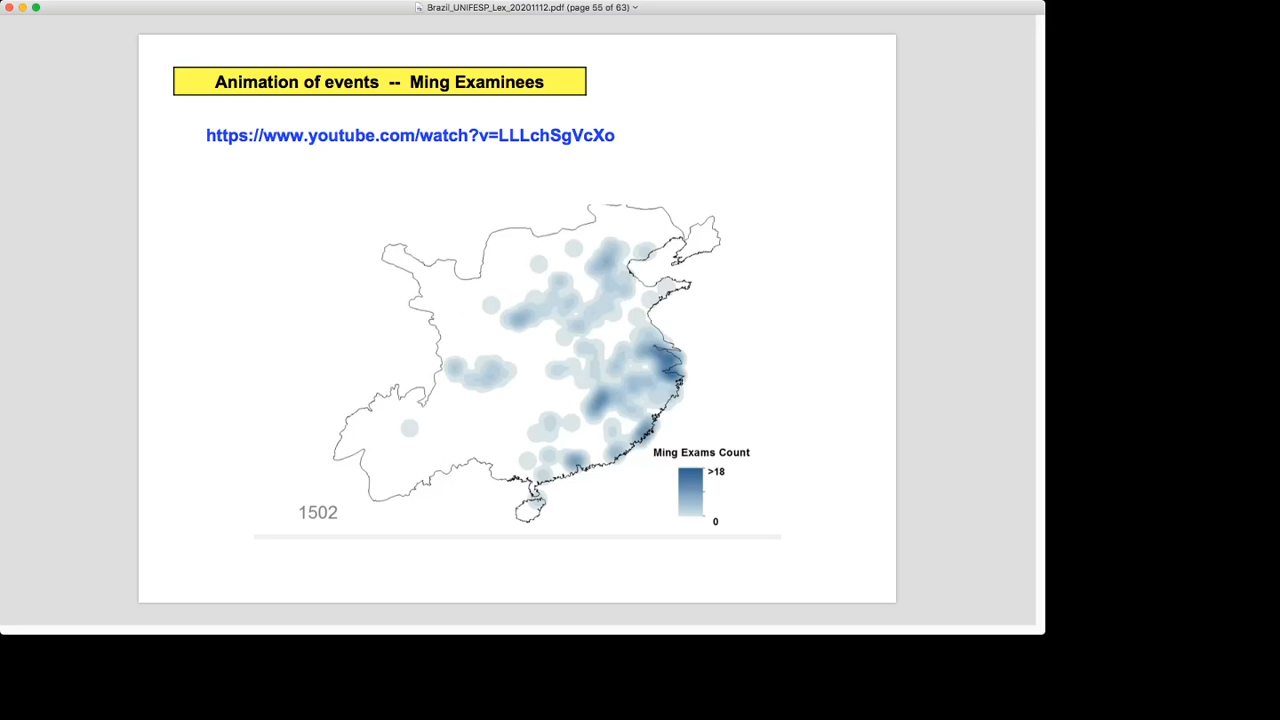 Brazil_UNIFESP_Lex_20201112.pdf (page 55 of 63)
Animation of events -- Ming Examinees
https://www.youtube.com/watch?v=LLLchSgVcXo
Ming Exams Count
>18
0
1502